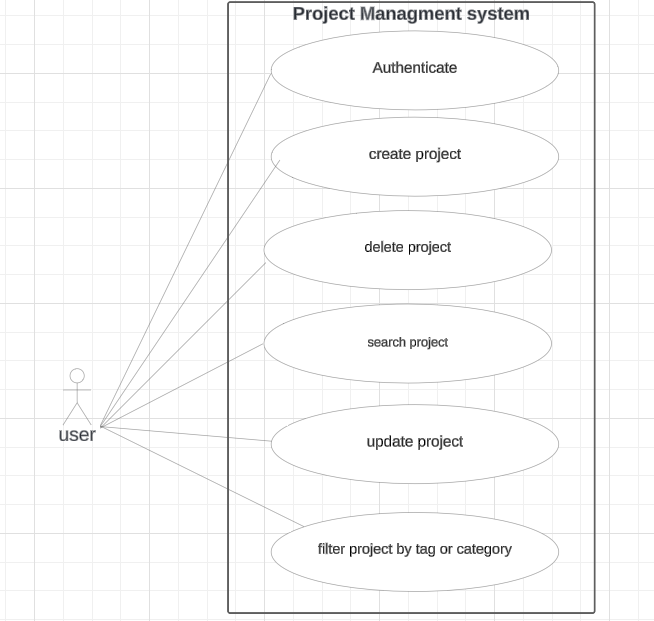 Project Managment system
Authenticate
create project
delete project
search project
user
update project
filter project by tag or category